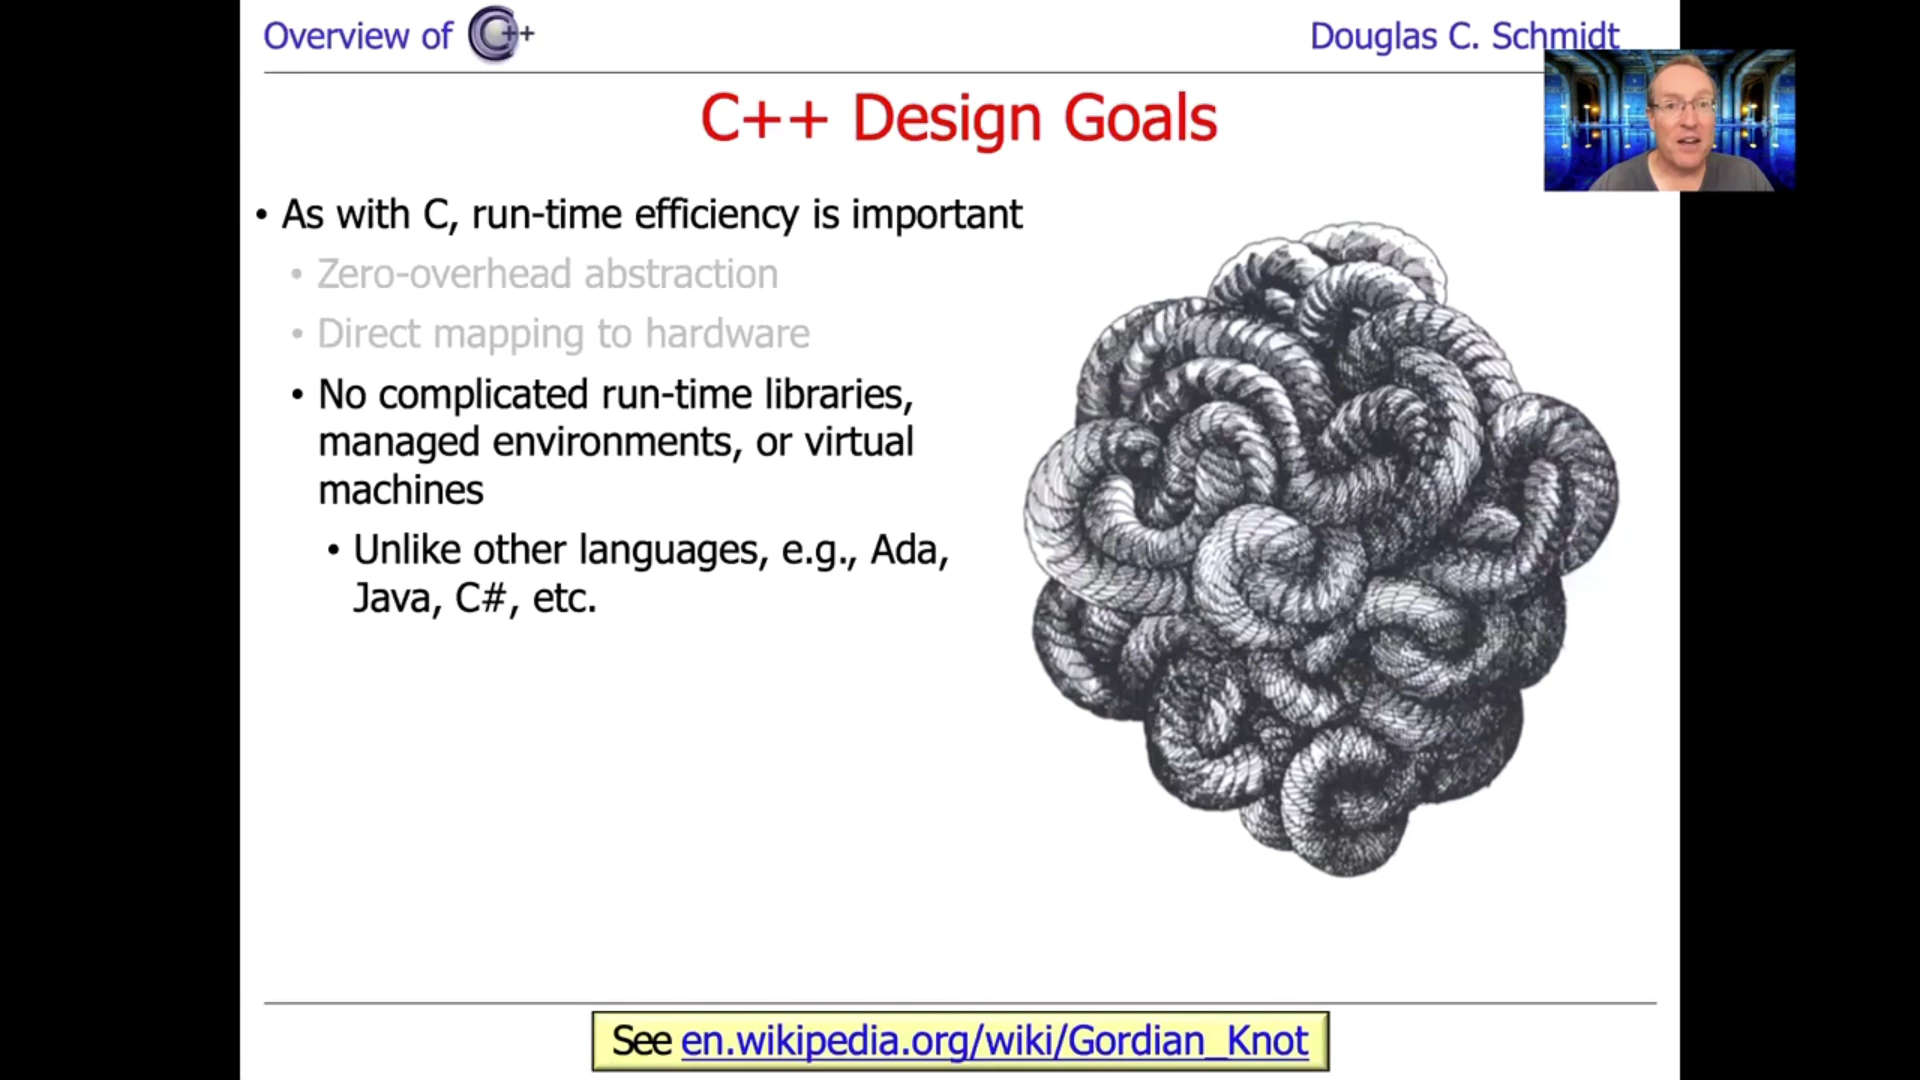 Overview of C++
Douglas C. Schmidt
C++ Design Goals
• As with C, run-time efficiency is important
• Zero-overhead abstraction
• Direct mapping to hardware
• No complicated run-time libraries,
managed environments, or virtual
machines
• Unlike other languages, e.g., Ada,
Java, C#, etc.
See en.wikipedia.org/wiki/Gordian_Knot